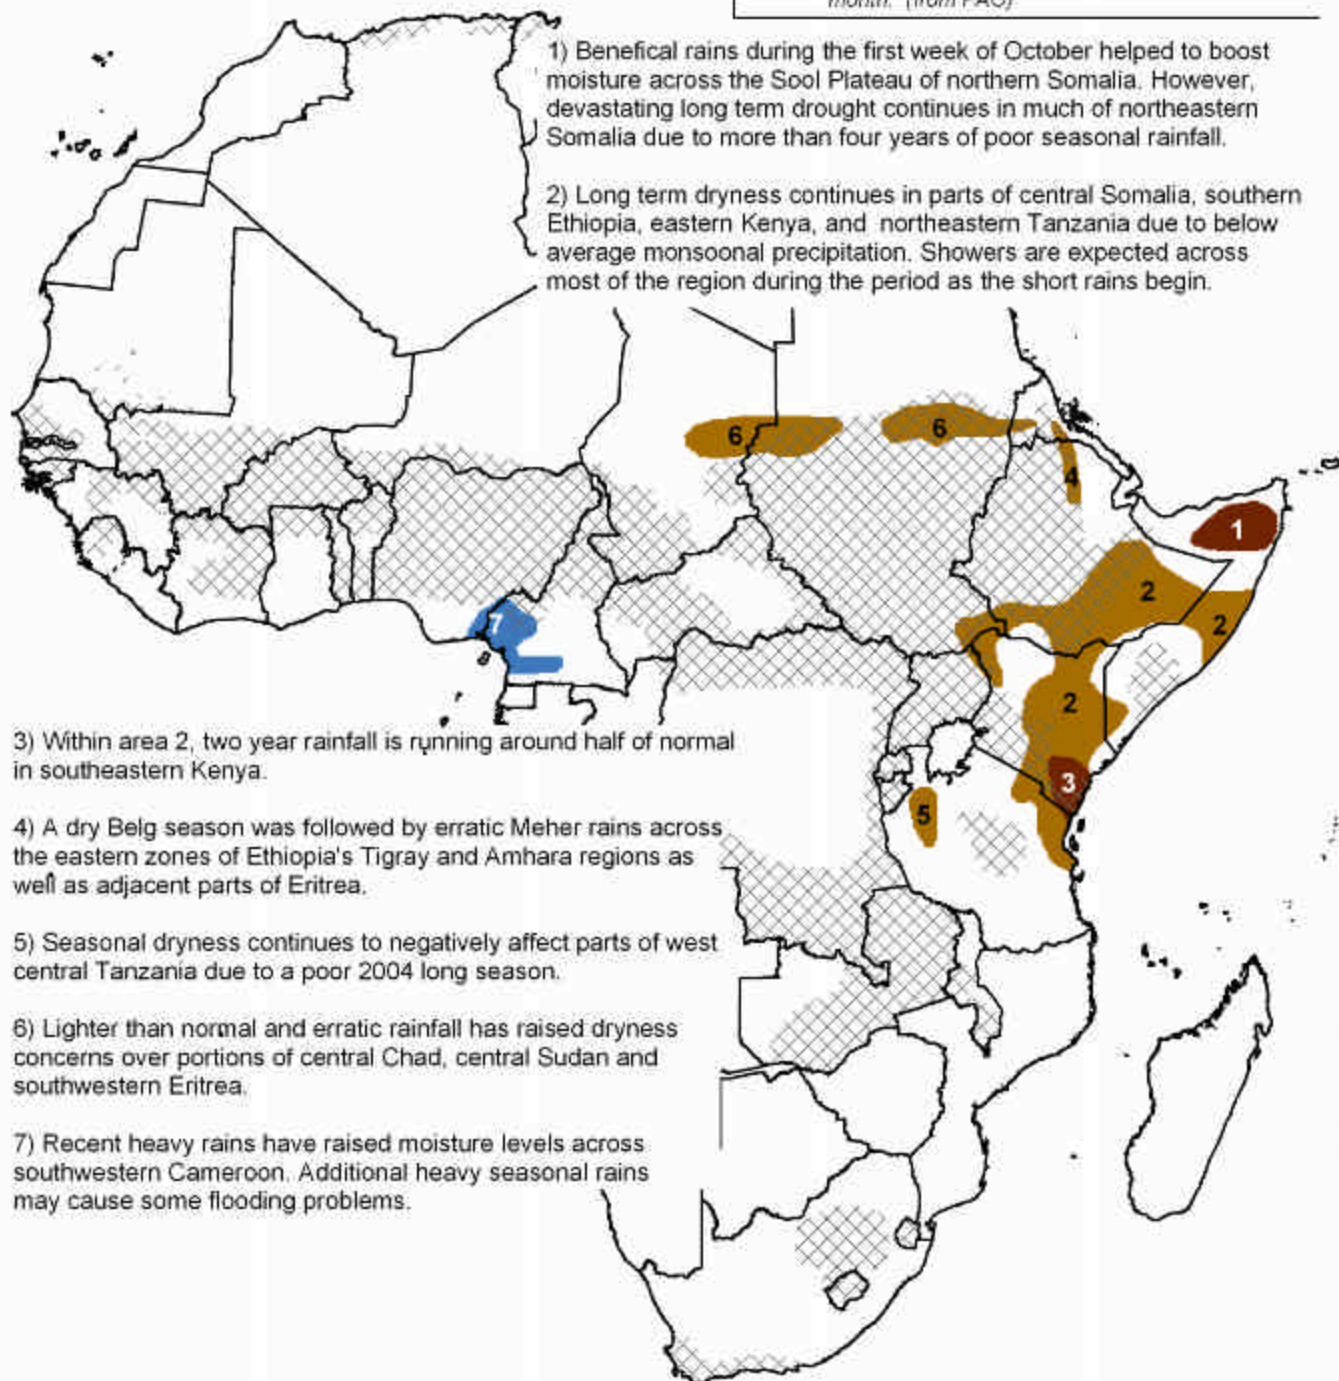 month. (from FAO)
1) Benefical rains during the first week of October helped to boost
moisture across the Sool Plateau of northern Somalia. However,
devastating long term drought continues in much of northeastern
Somalia due to more than four years of poor seasonal rainfall.
2) Long term dryness continues in parts of central Somalia, southern
Ethiopia, eastern Kenya, and northeastern Tanzania due to below
average monsoonal precipitation. Showers are expected across
most of the region during the period as the short rains begin.
6
6
4
1
2
2
7
2
3) Within area 2, two year rainfall is running around half of normal
in southeastern Kenya.
3
5
4) A dry Belg season was followed by erratic Meher rains across
the eastern zones of Ethiopia's Tigray and Amhara regions as
well as adjacent parts of Eritrea.
5) Seasonal dryness continues to negatively affect parts of west
central Tanzania due to a poor 2004 long season.
6) Lighter than normal and erratic rainfall has raised dryness
concerns over portions of central Chad, central Sudan and
southwestern Eritrea.
7) Recent heavy rains have raised moisture levels across
southwestern Cameroon. Additional heavy seasonal rains
may cause some flooding problems.